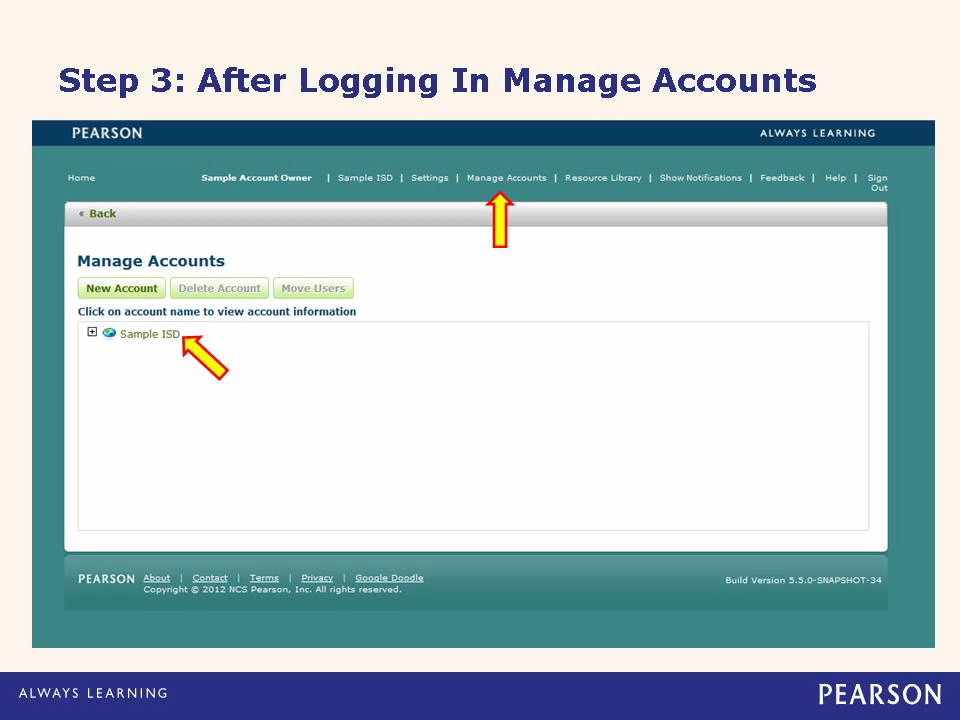 Step 3: After Logging In Manage Accounts
PEARSON
ALWAYS LEARNING
Home
Sample Account Owner | Sample ISD | Settings | Manage Accounts | Resource Library | Show Notifications | Feedback | Help | Sign Out
« Back
Manage Accounts
New Account
Delete Account
Move Users
Click on account name to view account information
Sample ISD
PEARSON
About | Contact | Terms | Privacy | Google Doodle
Copyright © 2012 NCS Pearson, Inc. All rights reserved.
Build Version 5.5.0-SNAPSHOT-34
ALWAYS LEARNING
PEARSON